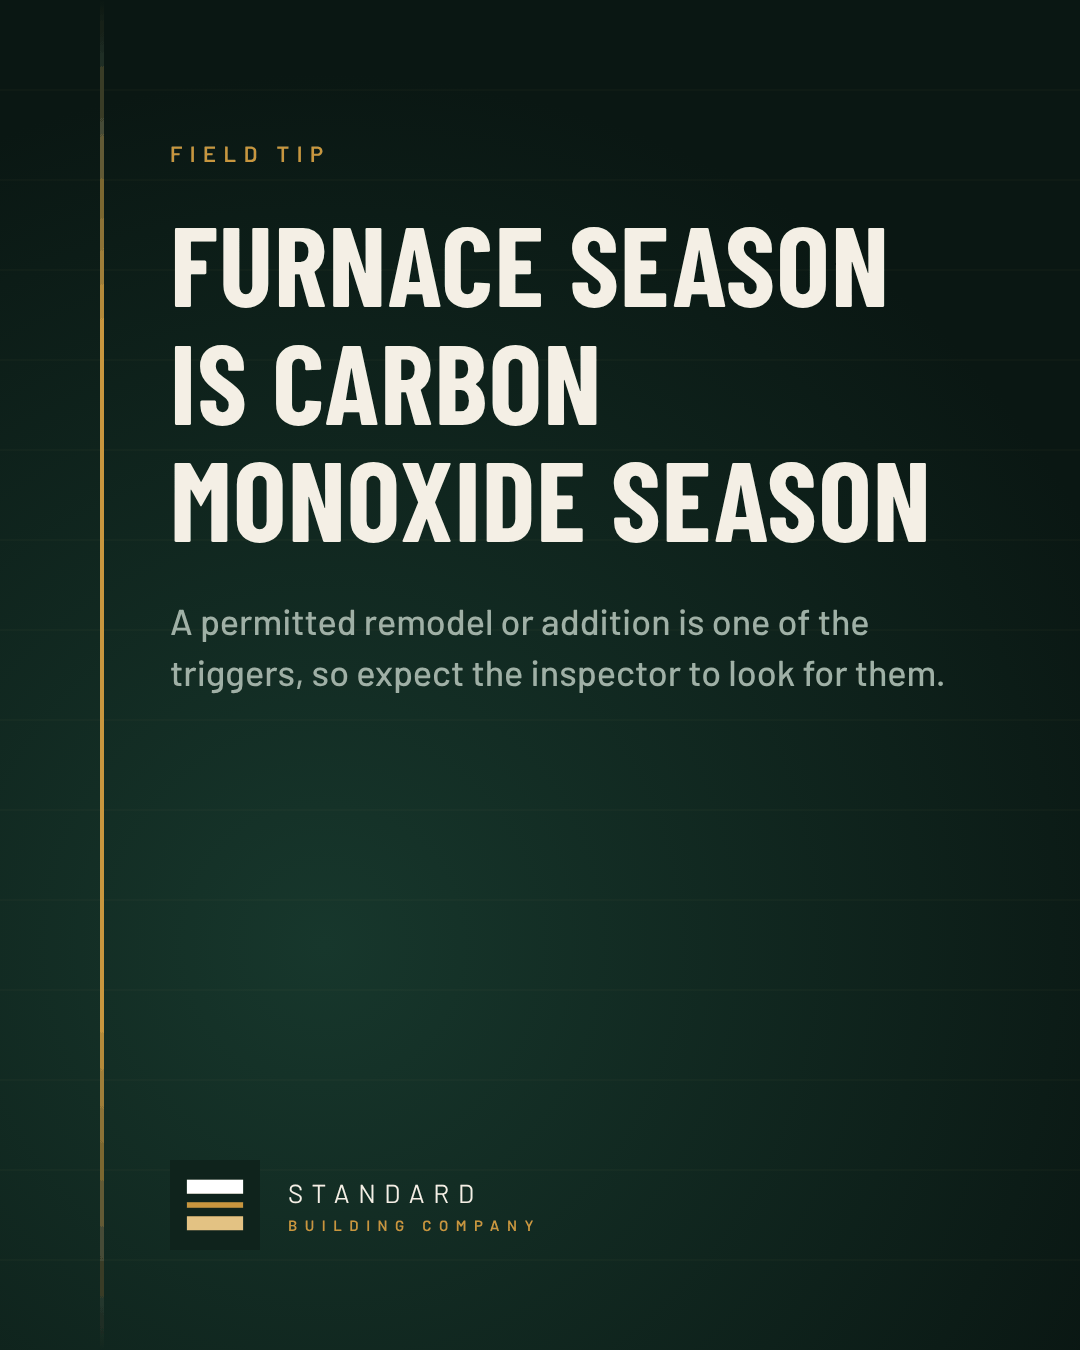 FIELD TIP
FURNACE SEASON
IS CARBON
MONOXIDE SEASON
A permitted remodel or addition is one of the
triggers, so expect the inspector to look for them.
STANDARD
BUILDING COMPANY